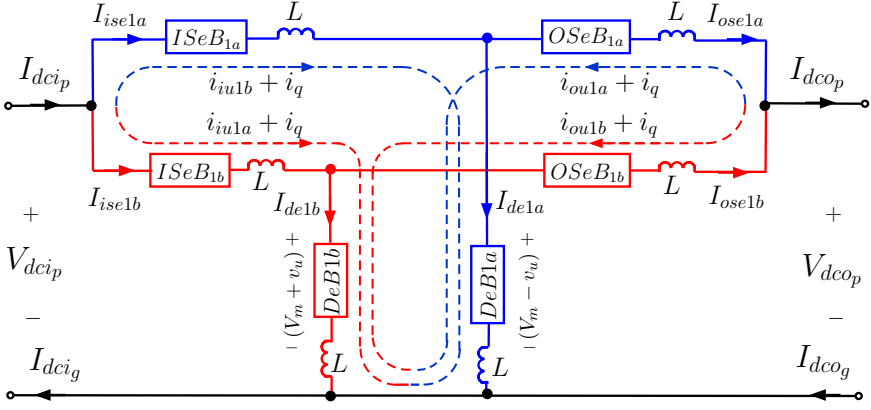 I_{ise1a} L L I_{ose1a}
ISeB_{1a} OSeB_{1a}
I_{dci_p} i_{iu1b} + i_q i_{ou1a} + i_q I_{dco_p}
i_{iu1a} + i_q i_{ou1b} + i_q
ISeB_{1b} OSeB_{1b}
I_{ise1b} L L I_{ose1b}
I_{de1b} I_{de1a}
+ +
V_{dci_p} −(V_m + v_u)+ DeB1b DeB1a −(V_m − v_u)+ V_{dco_p}
− −
I_{dci_g} L L I_{dco_g}